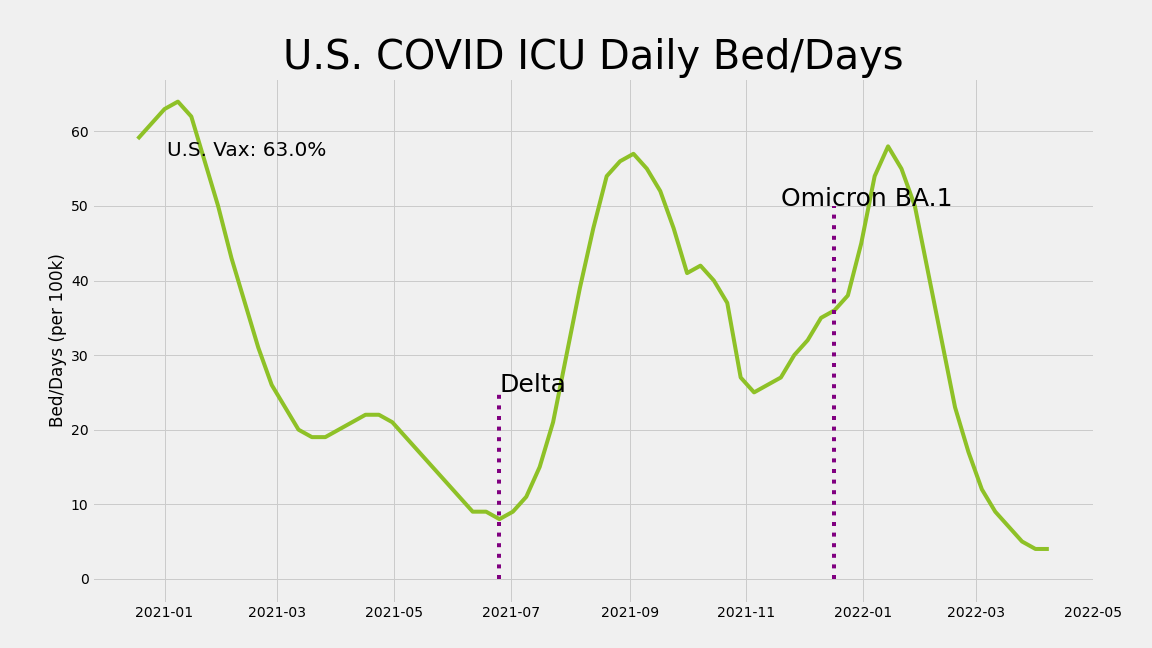 U.S. COVID ICU Daily Bed/Days
U.S. Vax: 63.0%
Omicron BA.1
Delta
Bed/Days (per 100k)
60
50
40
30
20
10
0
2021-01 2021-03 2021-05 2021-07 2021-09 2021-11 2022-01 2022-03 2022-05